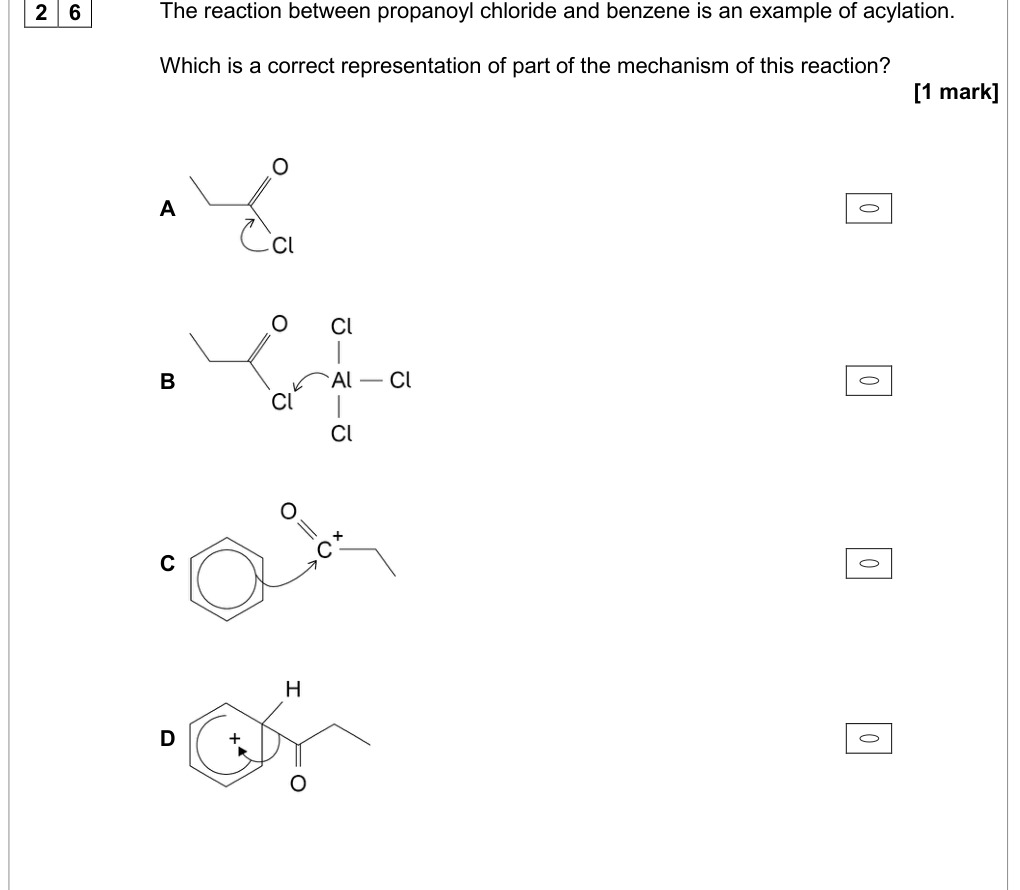 2 6 The reaction between propanoyl chloride and benzene is an example of acylation.
Which is a correct representation of part of the mechanism of this reaction?
[1 mark]
O
A
Cl
O Cl
B Al Cl
Cl
Cl
O
C +
C
H
D +
O